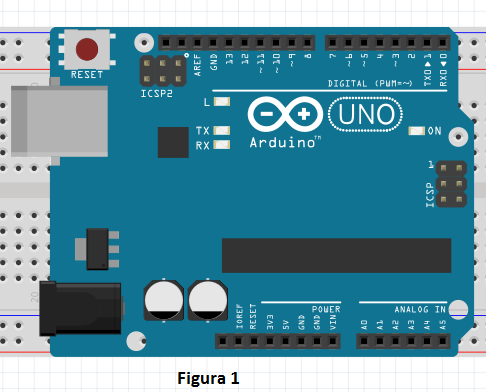 RESET
ICSP2
AREF
GND
13
12
~11
~10
~9
8
7
~6
~5
4
~3
2
TXD▶1
RXD◀0
DIGITAL (PWM=~)
L
TX
RX
Arduino™
UNO
ON
1
ICSP
IOREF
RESET
3V3
5V
GND
GND
VIN
POWER
A0
A1
A2
A3
A4
A5
ANALOG IN
Figura 1